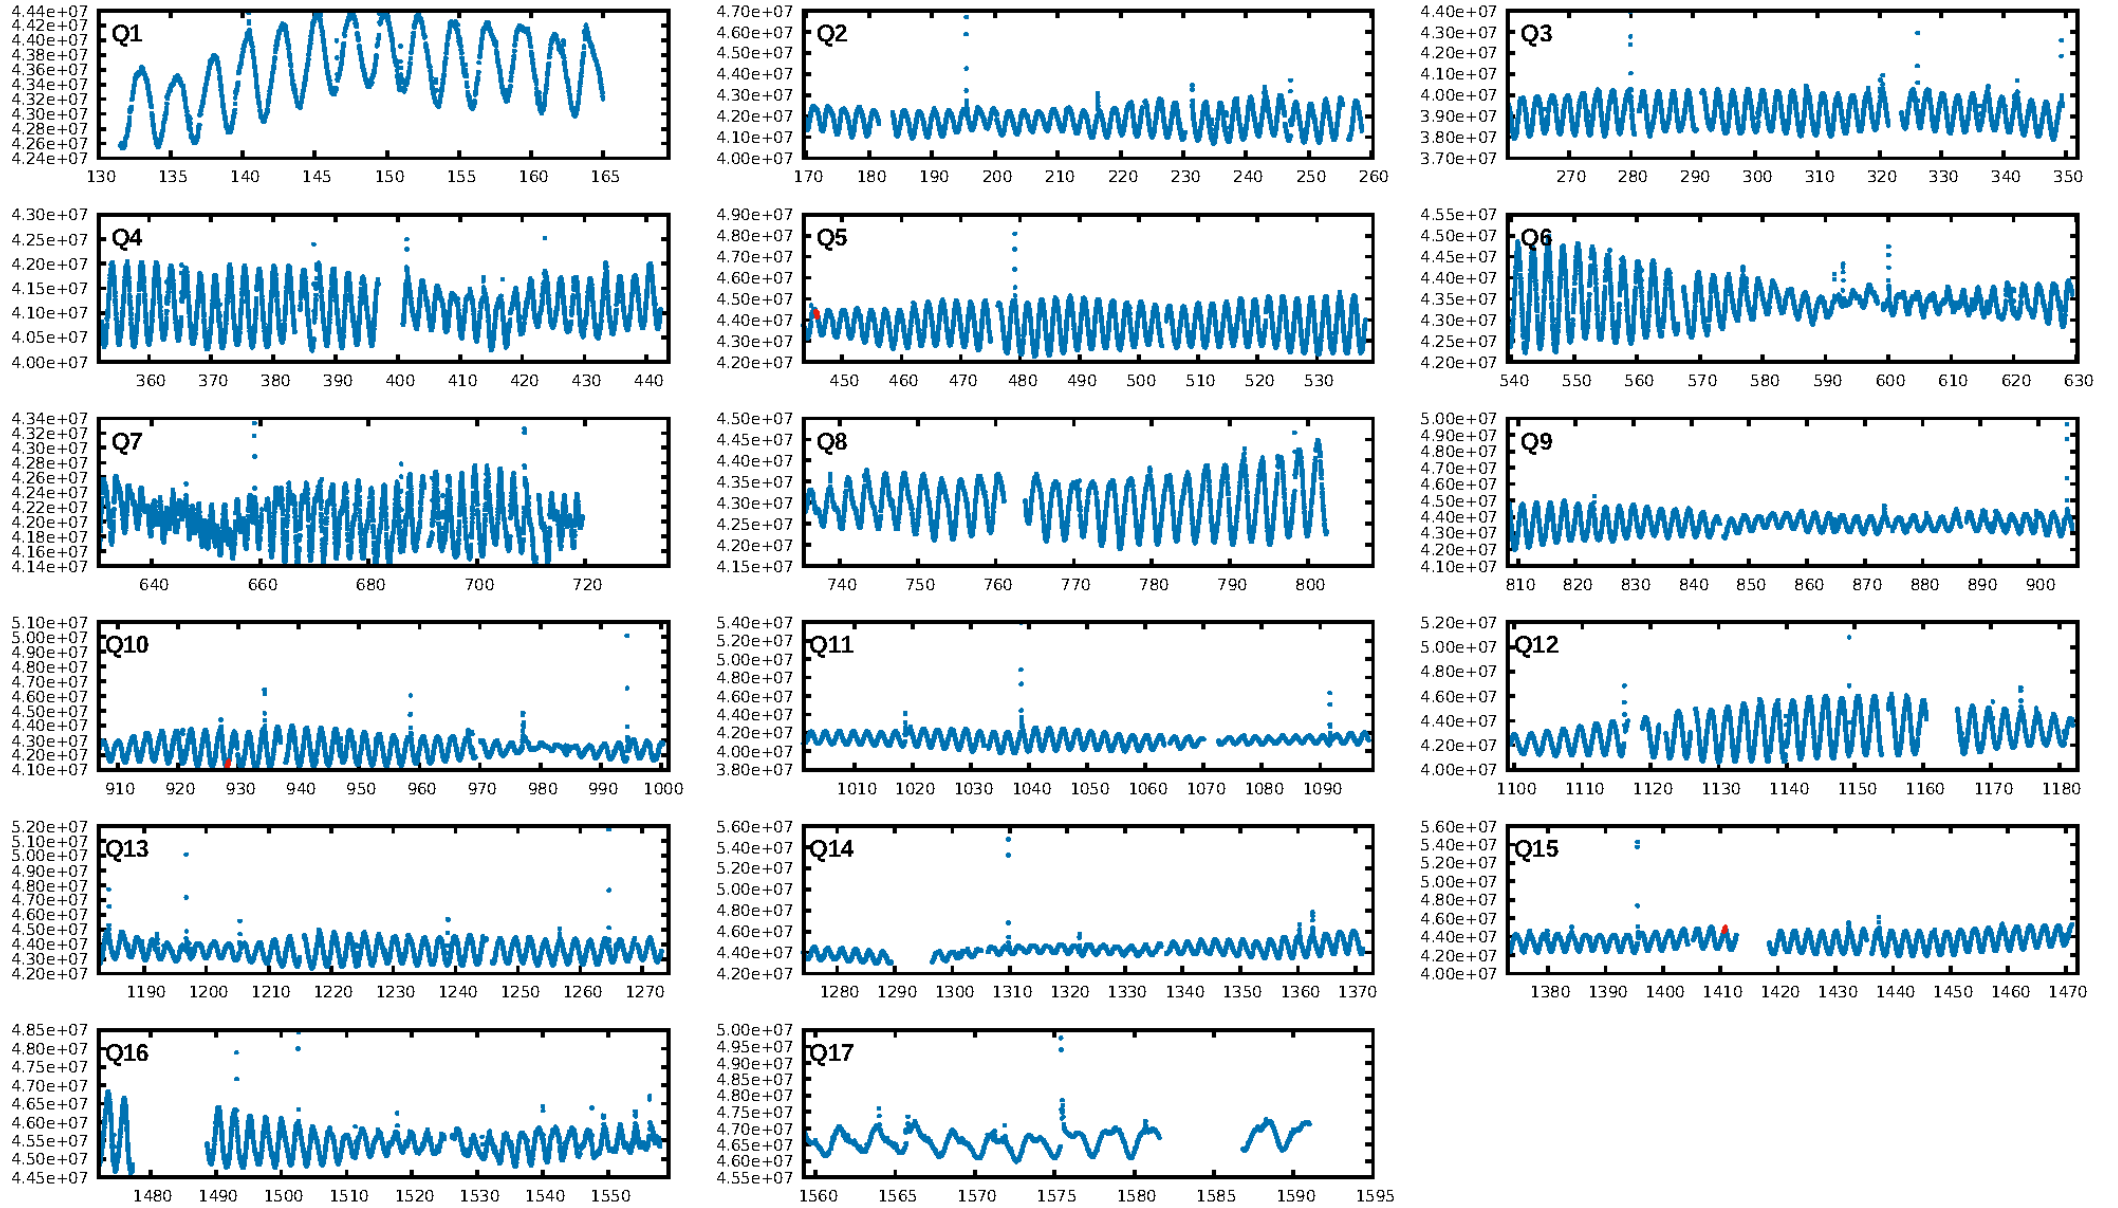 Q1
4.44e+07
4.42e+07
4.40e+07
4.38e+07
4.36e+07
4.34e+07
4.32e+07
4.30e+07
4.28e+07
4.26e+07
4.24e+07
130 135 140 145 150 155 160 165
Q2
4.70e+07
4.60e+07
4.50e+07
4.40e+07
4.30e+07
4.20e+07
4.10e+07
4.00e+07
170 180 190 200 210 220 230 240 250 260
Q3
4.40e+07
4.30e+07
4.20e+07
4.10e+07
4.00e+07
3.90e+07
3.80e+07
3.70e+07
270 280 290 300 310 320 330 340 350
Q4
4.30e+07
4.25e+07
4.20e+07
4.15e+07
4.10e+07
4.05e+07
4.00e+07
360 370 380 390 400 410 420 430 440
Q5
4.90e+07
4.80e+07
4.70e+07
4.60e+07
4.50e+07
4.40e+07
4.30e+07
4.20e+07
450 460 470 480 490 500 510 520 530
Q6
4.55e+07
4.50e+07
4.45e+07
4.40e+07
4.35e+07
4.30e+07
4.25e+07
4.20e+07
540 550 560 570 580 590 600 610 620 630
Q7
4.34e+07
4.32e+07
4.30e+07
4.28e+07
4.26e+07
4.24e+07
4.22e+07
4.20e+07
4.18e+07
4.16e+07
4.14e+07
640 660 680 700 720
Q8
4.50e+07
4.45e+07
4.40e+07
4.35e+07
4.30e+07
4.25e+07
4.20e+07
4.15e+07
740 750 760 770 780 790 800
Q9
5.00e+07
4.90e+07
4.80e+07
4.70e+07
4.60e+07
4.50e+07
4.40e+07
4.30e+07
4.20e+07
4.10e+07
810 820 830 840 850 860 870 880 890 900
Q10
5.10e+07
5.00e+07
4.90e+07
4.80e+07
4.70e+07
4.60e+07
4.50e+07
4.40e+07
4.30e+07
4.20e+07
4.10e+07
910 920 930 940 950 960 970 980 990 1000
Q11
5.40e+07
5.20e+07
5.00e+07
4.80e+07
4.60e+07
4.40e+07
4.20e+07
4.00e+07
3.80e+07
1010 1020 1030 1040 1050 1060 1070 1080 1090
Q12
5.20e+07
5.00e+07
4.80e+07
4.60e+07
4.40e+07
4.20e+07
4.00e+07
1100 1110 1120 1130 1140 1150 1160 1170 1180
Q13
5.20e+07
5.10e+07
5.00e+07
4.90e+07
4.80e+07
4.70e+07
4.60e+07
4.50e+07
4.40e+07
4.30e+07
4.20e+07
1190 1200 1210 1220 1230 1240 1250 1260 1270
Q14
5.60e+07
5.40e+07
5.20e+07
5.00e+07
4.80e+07
4.60e+07
4.40e+07
4.20e+07
1280 1290 1300 1310 1320 1330 1340 1350 1360 1370
Q15
5.60e+07
5.40e+07
5.20e+07
5.00e+07
4.80e+07
4.60e+07
4.40e+07
4.20e+07
4.00e+07
1380 1390 1400 1410 1420 1430 1440 1450 1460 1470
Q16
4.85e+07
4.80e+07
4.75e+07
4.70e+07
4.65e+07
4.60e+07
4.55e+07
4.50e+07
4.45e+07
1480 1490 1500 1510 1520 1530 1540 1550
Q17
5.00e+07
4.95e+07
4.90e+07
4.85e+07
4.80e+07
4.75e+07
4.70e+07
4.65e+07
4.60e+07
4.55e+07
1560 1565 1570 1575 1580 1585 1590 1595